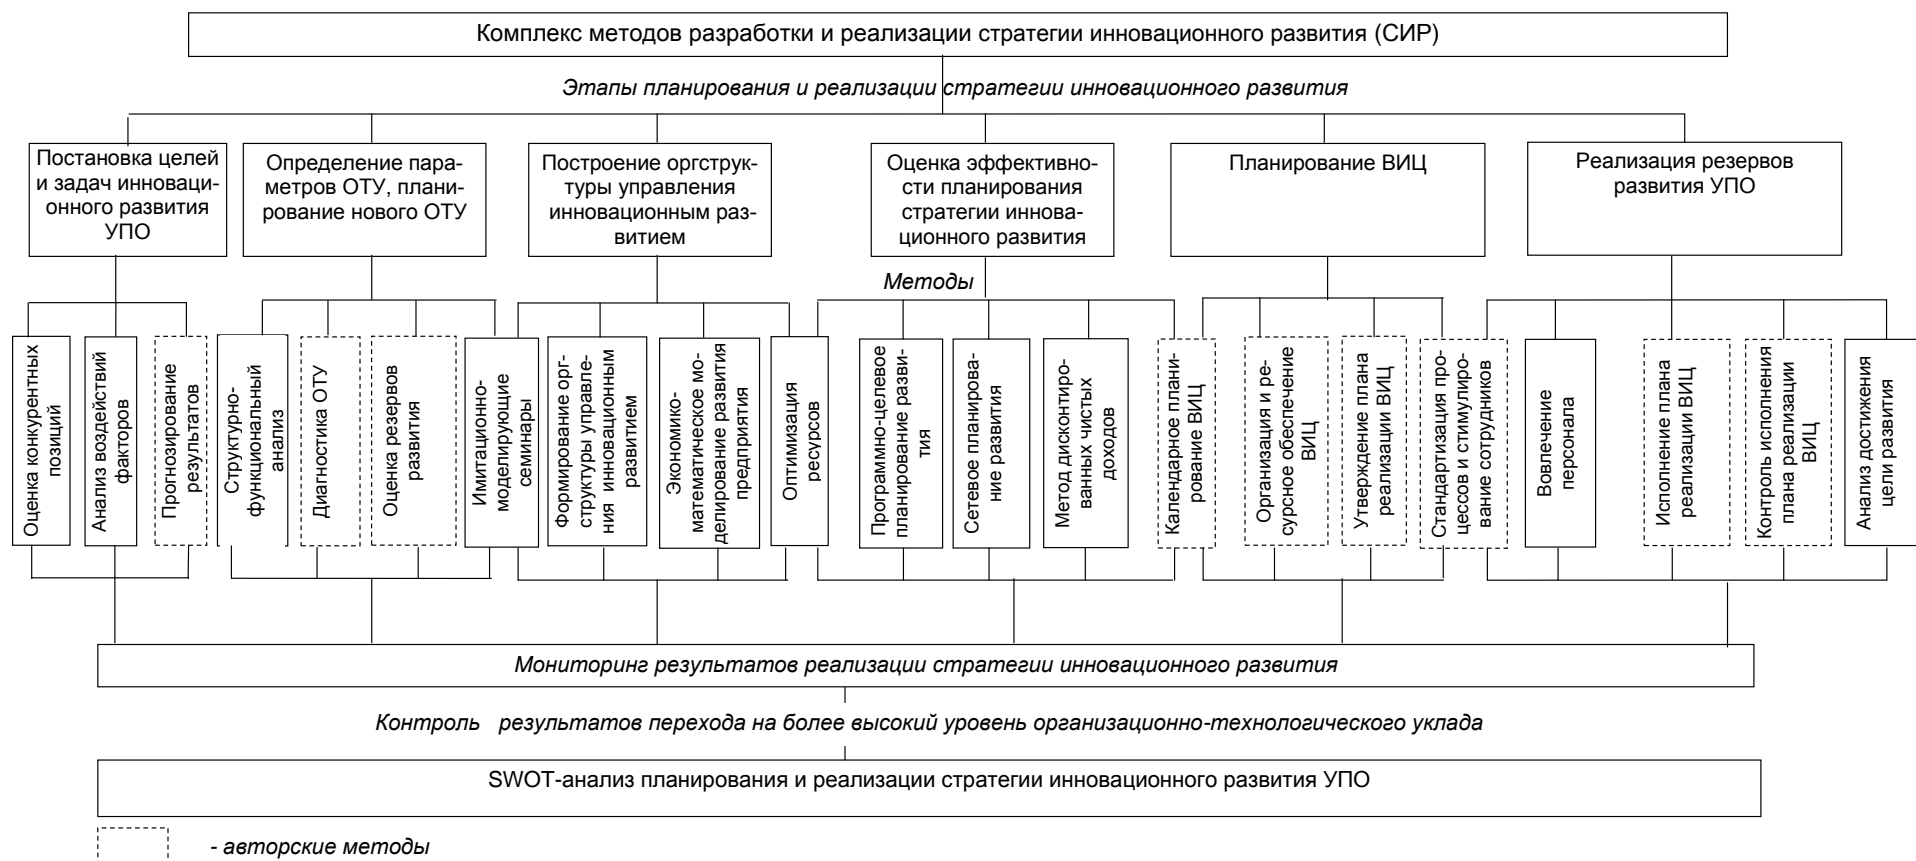 Комплекс методов разработки и реализации стратегии инновационного развития (СИР)
Этапы планирования и реализации стратегии инновационного развития
Постановка целей
и задач инноваци-
онного развития
УПО
Определение пара-
метров ОТУ, плани-
рование нового ОТУ
Построение оргструк-
туры управления
инновационным раз-
витием
Оценка эффективно-
сти планирования
стратегии иннова-
ционного развития
Планирование ВИЦ
Реализация резервов
развития УПО
Методы
Оценка конкурентных
позиций
Анализ воздействий
факторов
Прогнозирование
результатов
Структурно-
функциональный
анализ
Диагностика ОТУ
Оценка резервов
развития
Имитационно-
моделирующие
семинары
Формирование орг-
структуры управле-
ния инновационным
развитием
Экономико-
математическое мо-
делирование развития
предприятия
Оптимизация
ресурсов
Программно-целевое
планирование разви-
тия
Сетевое планирова-
ние развития
Метод дисконтиро-
ванных чистых
доходов
Календарное плани-
рование ВИЦ
Организация и ре-
сурсное обеспечение
ВИЦ
Утверждение плана
реализации ВИЦ
Стандартизация про-
цессов и стимулиро-
вание сотрудников
Вовлечение
персонала
Исполнение плана
реализации ВИЦ
Контроль исполнения
плана реализации
ВИЦ
Анализ достижения
цели развития
Мониторинг результатов реализации стратегии инновационного развития
Контроль результатов перехода на более высокий уровень организационно-технологического уклада
SWOT-анализ планирования и реализации стратегии инновационного развития УПО
- авторские методы